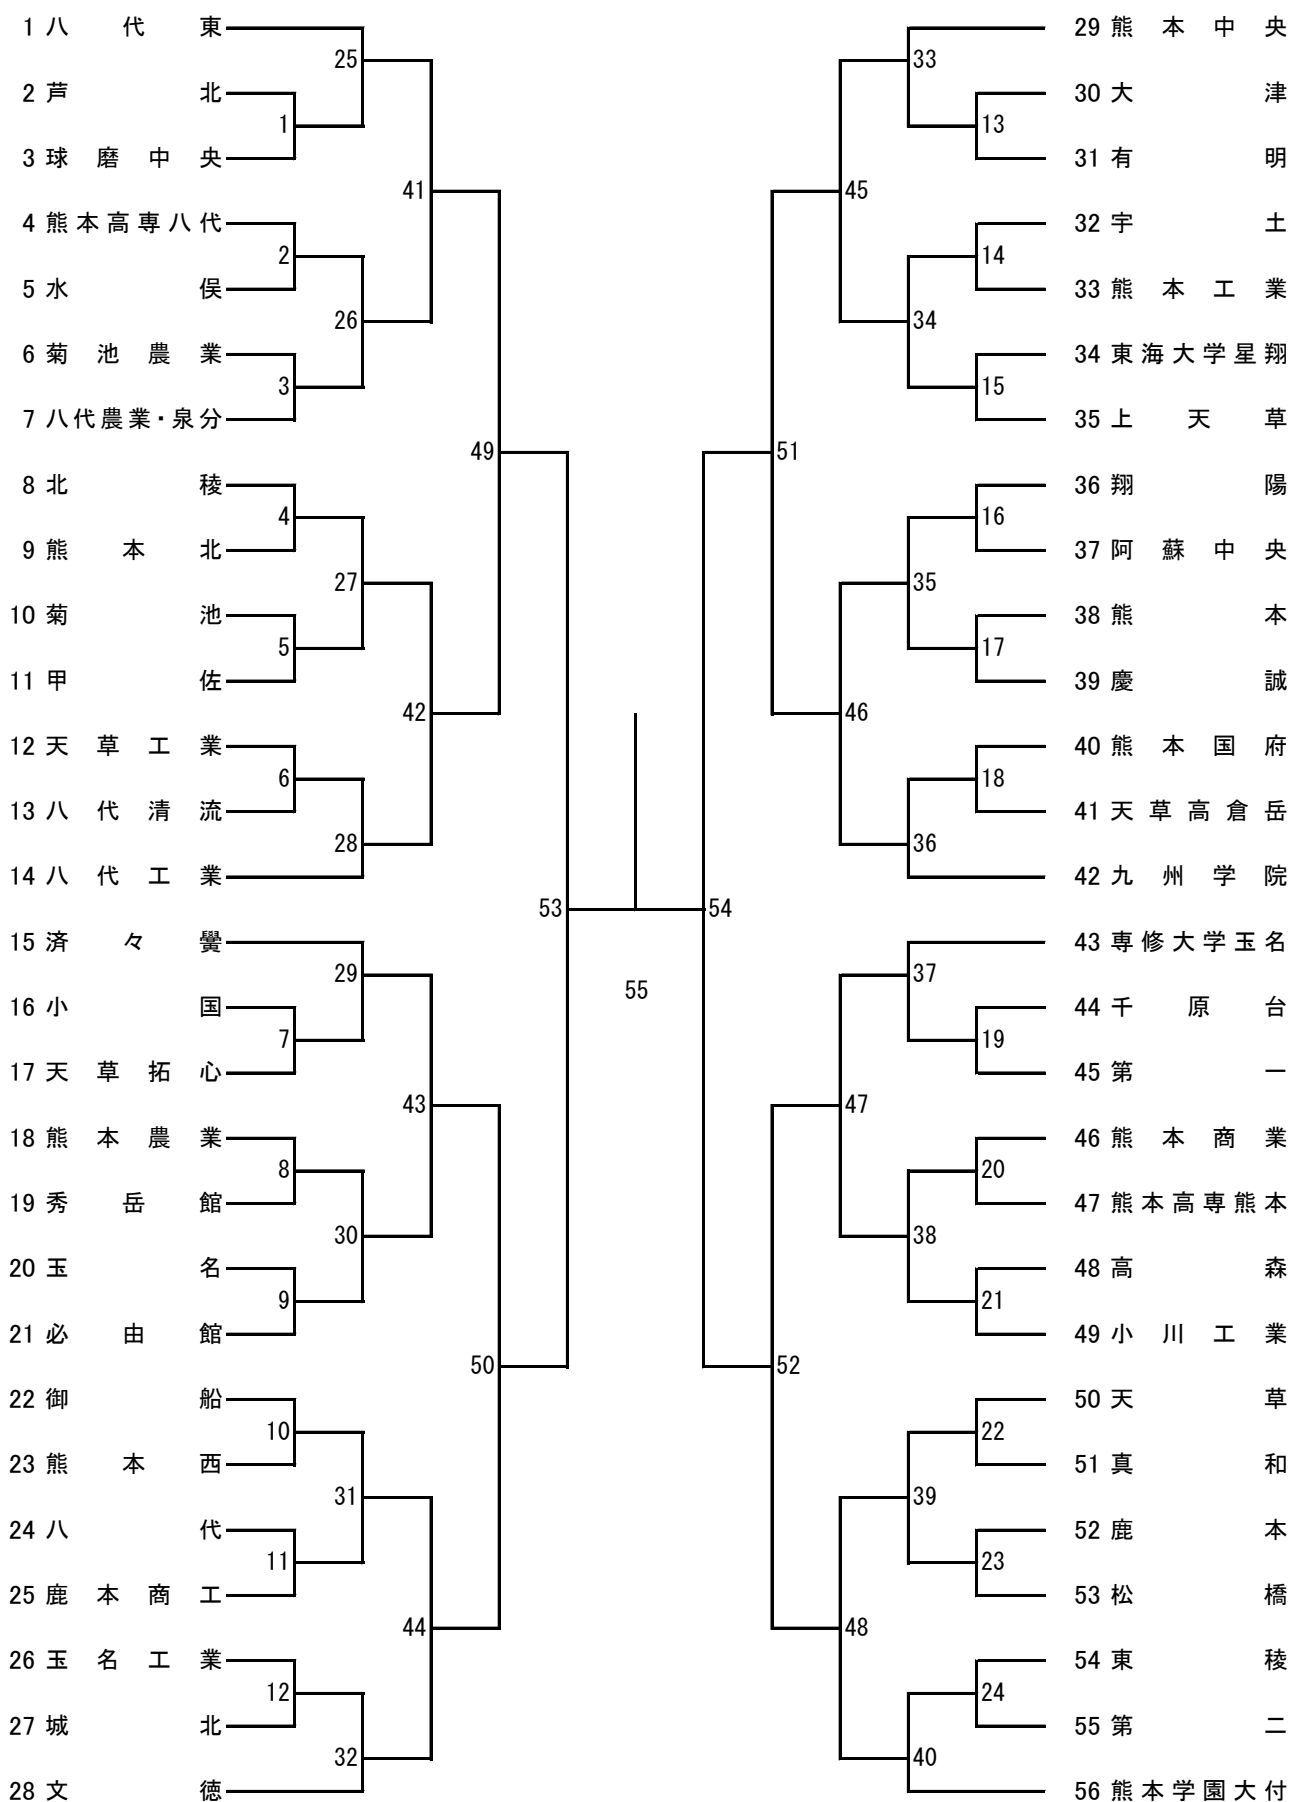 1 八代東
25
2 芦北
1
3 球磨中央
41
4 熊本高専八代
2
5 水俣
26
6 菊池農業
3
7 八代農業・泉分
49
8 北稜
4
9 熊本北
27
10 菊池
5
11 甲佐
42
12 天草工業
6
13 八代清流
28
14 八代工業
53
15 済々黌
29
16 小国
7
17 天草拓心
43
18 熊本農業
8
19 秀岳館
30
20 玉名
9
21 必由館
50
22 御船
10
23 熊本西
31
24 八代
11
25 鹿本商工
44
26 玉名工業
12
27 城北
32
28 文徳
55
29 熊本中央
33
30 大津
13
31 有明
45
32 宇土
14
33 熊本工業
34
34 東海大学星翔
15
35 上天草
51
36 翔陽
16
37 阿蘇中央
35
38 熊本
17
39 慶誠
46
40 熊本国府
18
41 天草高倉岳
36
42 九州学院
54
43 専修大学玉名
37
44 千原台
19
45 第一
47
46 熊本商業
20
47 熊本高専熊本
38
48 高森
21
49 小川工業
52
50 天草
22
51 真和
39
52 鹿本
23
53 松橋
48
54 東稜
24
55 第二
40
56 熊本学園大付